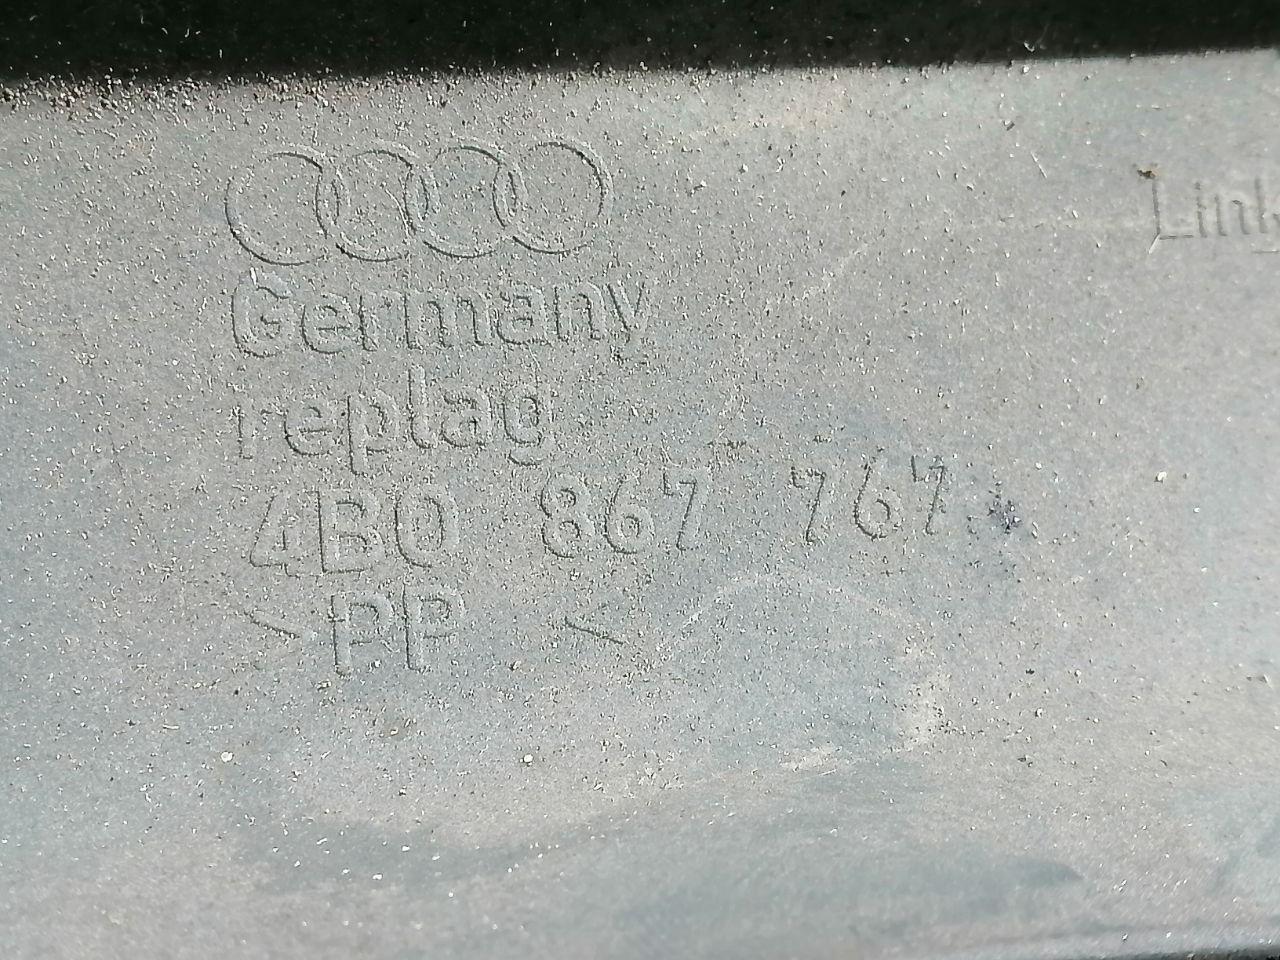 Germany
replag
4B0 867 767
>PP<